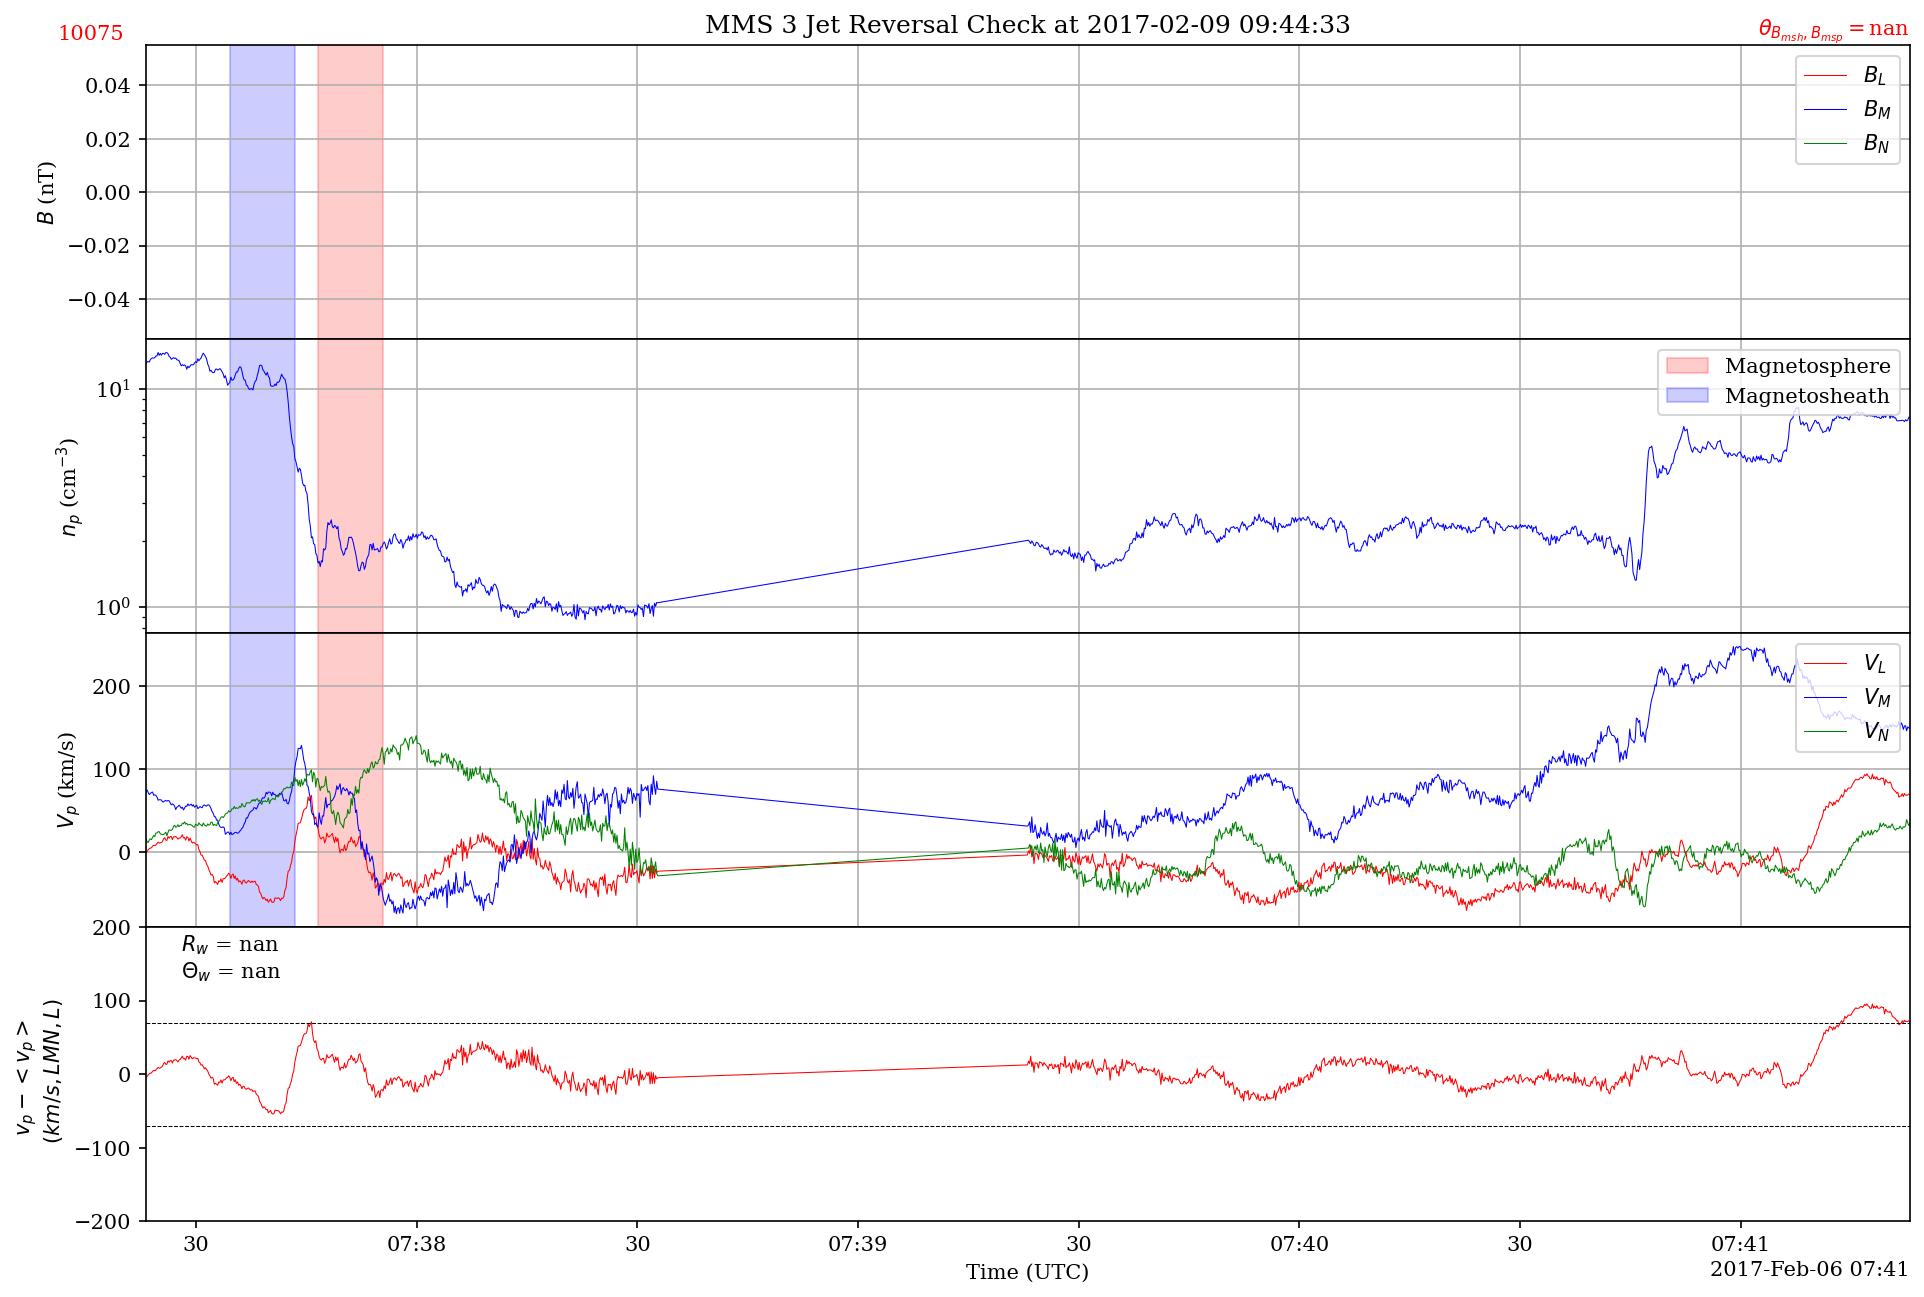 MMS 3 Jet Reversal Check at 2017-02-09 09:44:33
10075
θ_{B_{msh}, B_{msp}} = nan
0.04
0.02
0.00
−0.02
−0.04
B (nT)
B_L
B_M
B_N
10^1
10^0
n_p (cm^{−3})
Magnetosphere
Magnetosheath
200
100
0
V_p (km/s)
V_L
V_M
V_N
200
100
0
−100
−200
v_p − < v_p >
(km/s, LMN, L)
R_w = nan
Θ_w = nan
30
07:38
30
07:39
30
07:40
30
07:41
Time (UTC)
2017-Feb-06 07:41